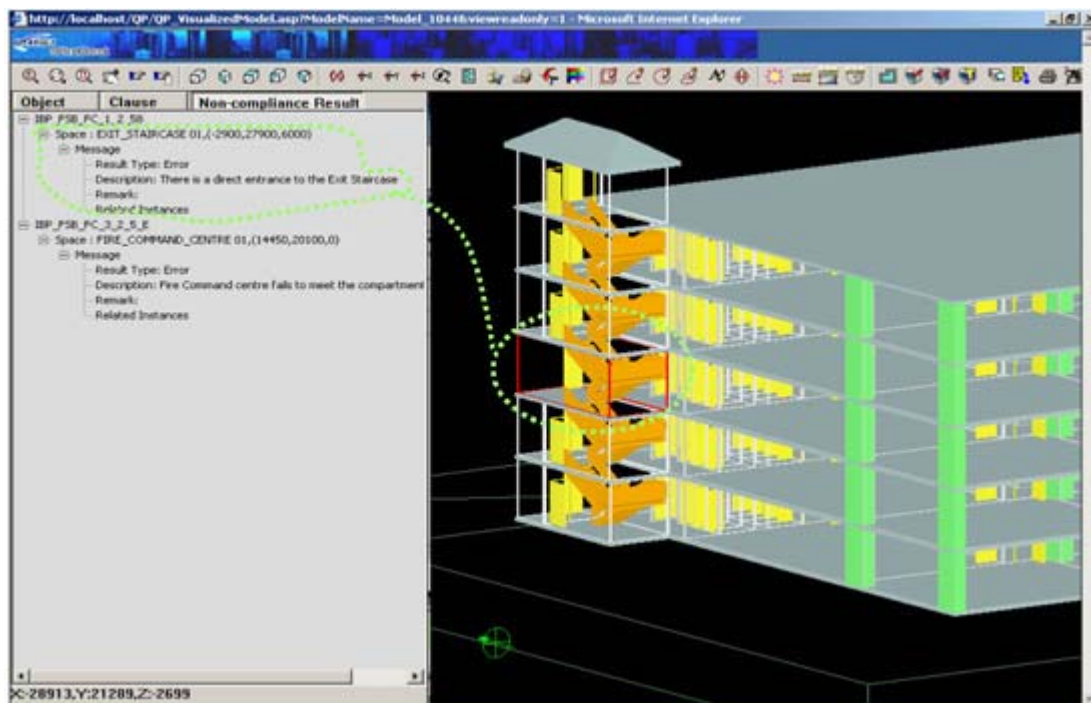 http://localhost/QP/QP_VisualizedModel.asp?ModelName=Model_1044&viewreadonly=1 - Microsoft Internet Explorer
Object Clause Non-compliance Result
IBP_FSB_FC_1_2_58
Space : EXIT_STAIRCASE 01,(-2900,27900,6000)
Message
Result Type: Error
Description: There is a direct entrance to the Exit Staircase
Remark:
Related Instances
IBP_FSB_FC_3_2_5_E
Space : FIRE_COMMAND_CENTRE 01,(14450,20100,0)
Message
Result Type: Error
Description: Fire Command centre fails to meet the compartment
Remark:
Related Instances
X:-28913,Y:21289,Z:-2699